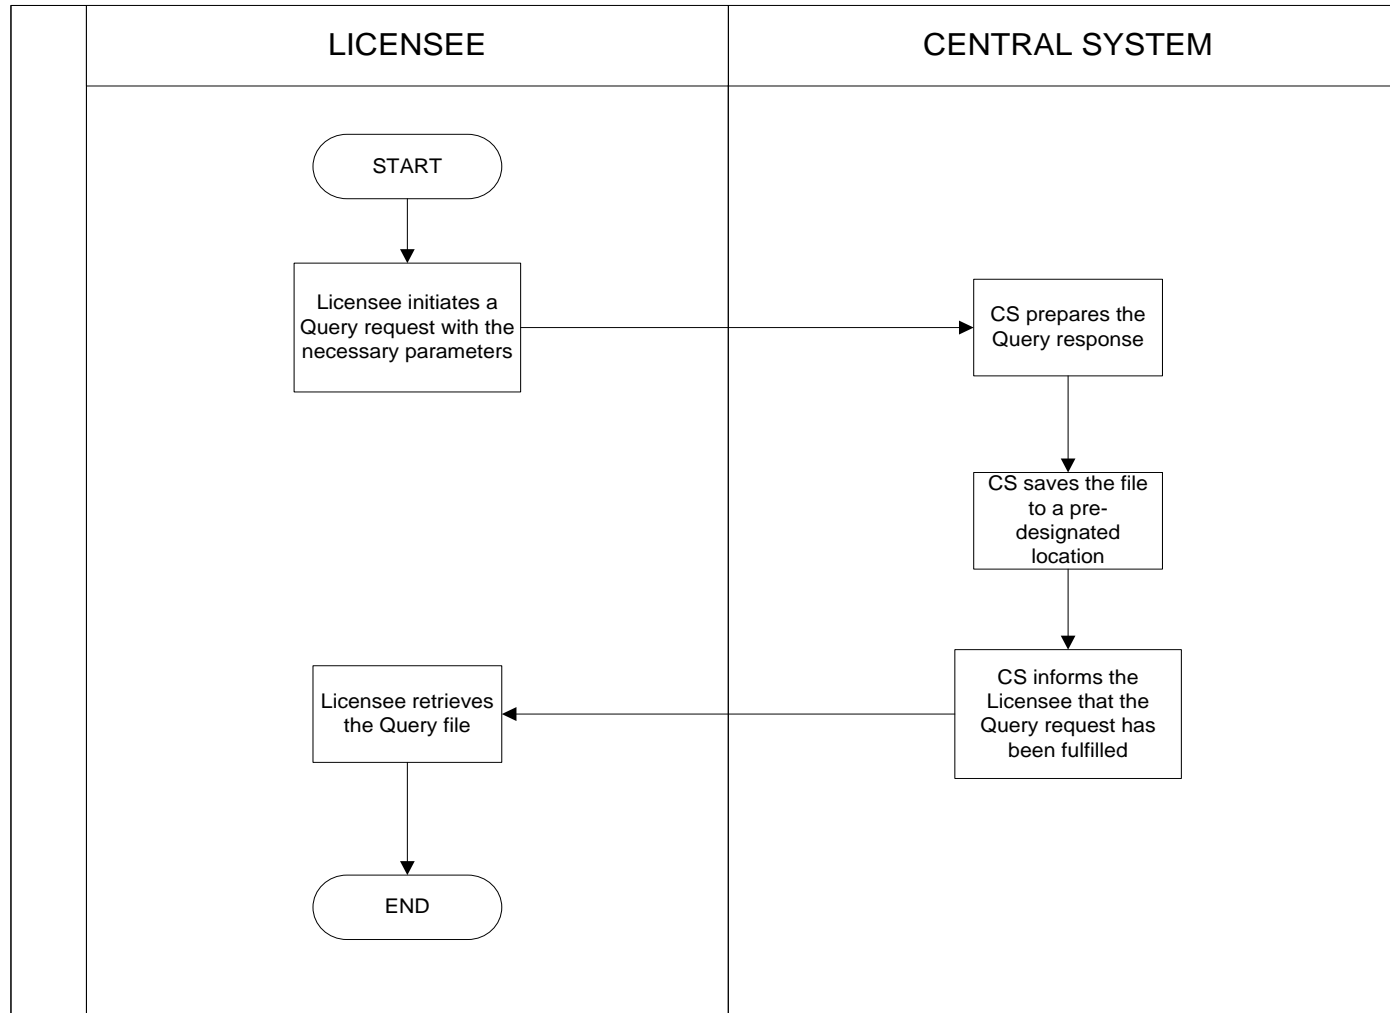 LICENSEE
CENTRAL SYSTEM
START
Licensee initiates a
Query request with the
necessary parameters
CS prepares the
Query response
CS saves the file
to a pre-
designated
location
CS informs the
Licensee that the
Query request has
been fulfilled
Licensee retrieves
the Query file
END